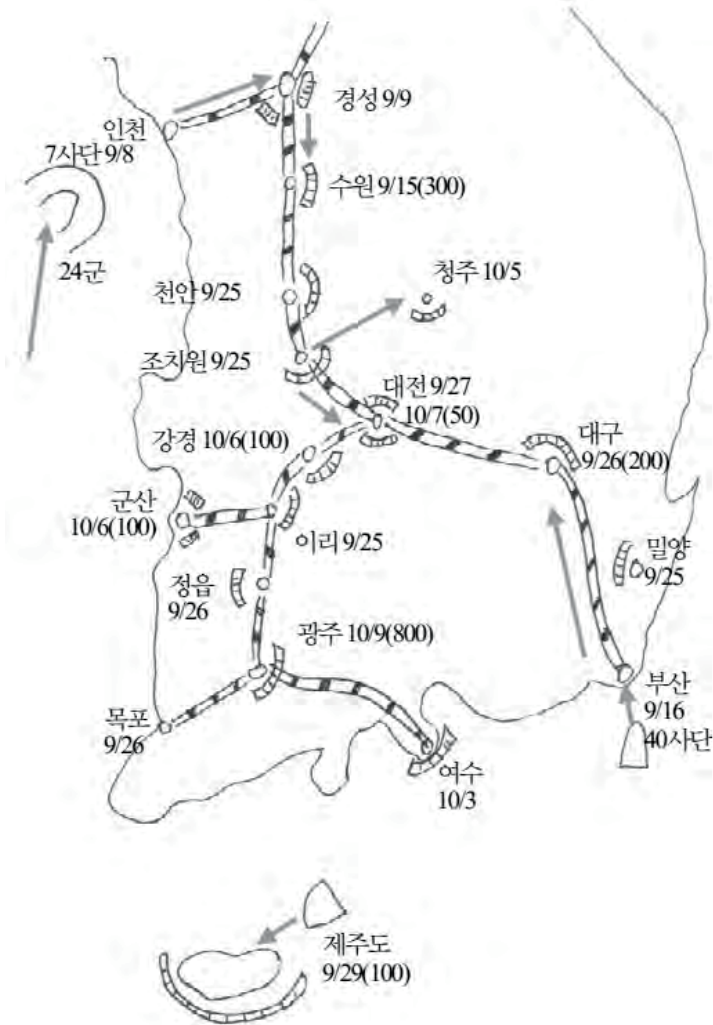 경성 9/9
인천
7사단 9/8
수원 9/15(300)
24군
청주 10/5
천안 9/25
조치원 9/25
대전 9/27
10/7(50)
강경 10/6(100)
대구
9/26(200)
군산
10/6(100)
이리 9/25
밀양
9/25
정읍
9/26
광주 10/9(800)
부산
9/16
40사단
목포
9/26
여수
10/3
제주도
9/29(100)